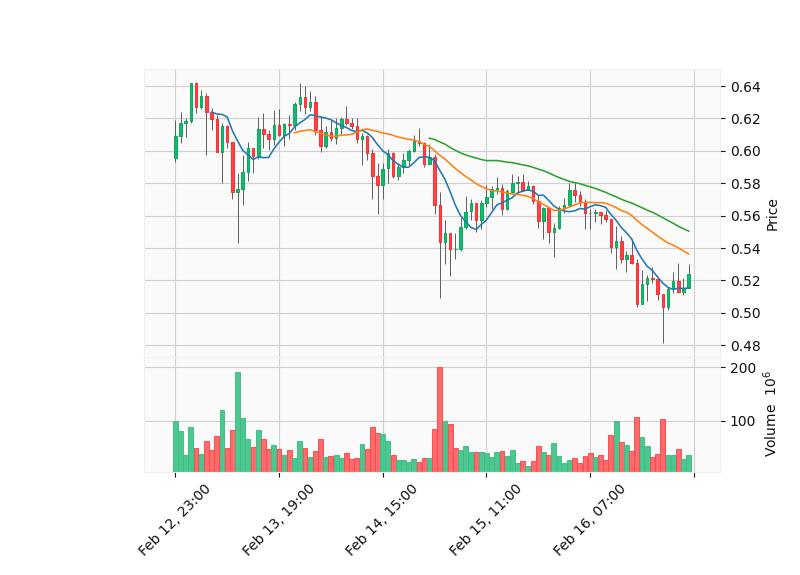 0.64
0.62
0.60
0.58
0.56
0.54
0.52
0.50
0.48
Price
200
100
Volume 10⁶
Feb 12, 23:00
Feb 13, 19:00
Feb 14, 15:00
Feb 15, 11:00
Feb 16, 07:00